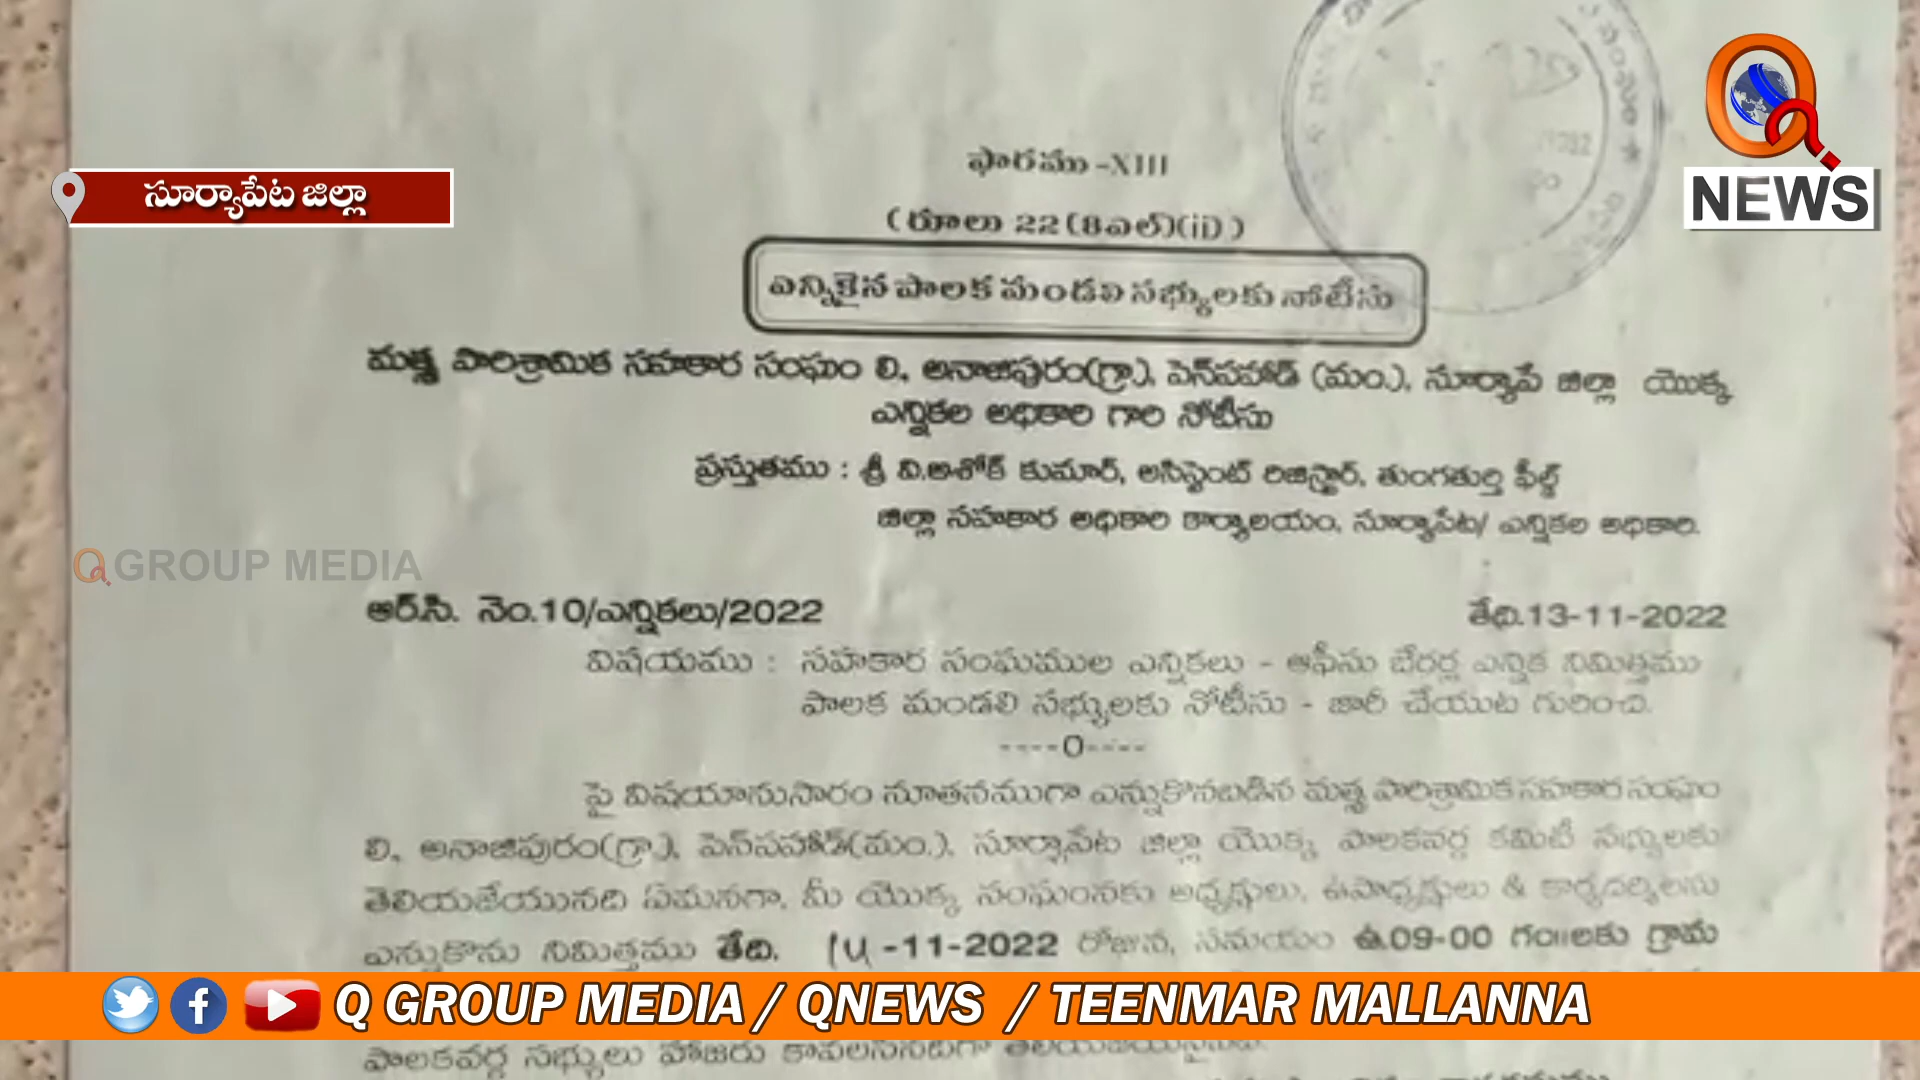 ఫారము -XIII
(రూలు 22(8ఎల్)(ii))
ఎన్నికైన పాలక మండలి సభ్యులకు నోటీసు
మత్స్య పారిశ్రామిక సహకార సంఘం లి., అనాజీపురం(గ్రా.), పెన్‌పహాడ్ (మం.), సూర్యాపే జిల్లా యొక్క
ఎన్నికల అధికారి గారి నోటీసు
ప్రస్తుతము : శ్రీ వి.అశోక్ కుమార్, అసిస్టెంట్ రిజిస్ట్రార్, తుంగతుర్తి ఫీల్డ్
జిల్లా సహకార అధికారి కార్యాలయం, సూర్యాపేట/ ఎన్నికల అధికారి.
ఆర్.సి. నెం.10/ఎన్నికలు/2022
తేది.13-11-2022
విషయము : సహకార సంఘముల ఎన్నికలు - ఆఫీసు బేరర్ల ఎన్నిక నిమిత్తము
పాలక మండలి సభ్యులకు నోటీసు - జారీ చేయుట గురించి.
----0----
పై విషయానుసారం నూతనముగా ఎన్నుకొనబడిన మత్స్య పారిశ్రామిక సహకార సంఘం
లి., అనాజీపురం(గ్రా.), పెన్‌పహాడ్(మం.), సూర్యాపేట జిల్లా యొక్క పాలకవర్గ కమిటీ సభ్యులకు
తెలియజేయునది ఏమనగా, మీ యొక్క సంఘంనకు అధ్యక్షులు, ఉపాధ్యక్షులు & కార్యదర్శిలను
ఎన్నుకొను నిమిత్తము తేది. 14-11-2022 రోజున, సమయం ఉ.09-00 గం॥లకు గ్రామ
పాలకవర్గ సభ్యులు హాజరు
సూర్యాపేట జిల్లా
Q
NEWS
Q GROUP MEDIA
Q GROUP MEDIA / QNEWS / TEENMAR MALLANNA